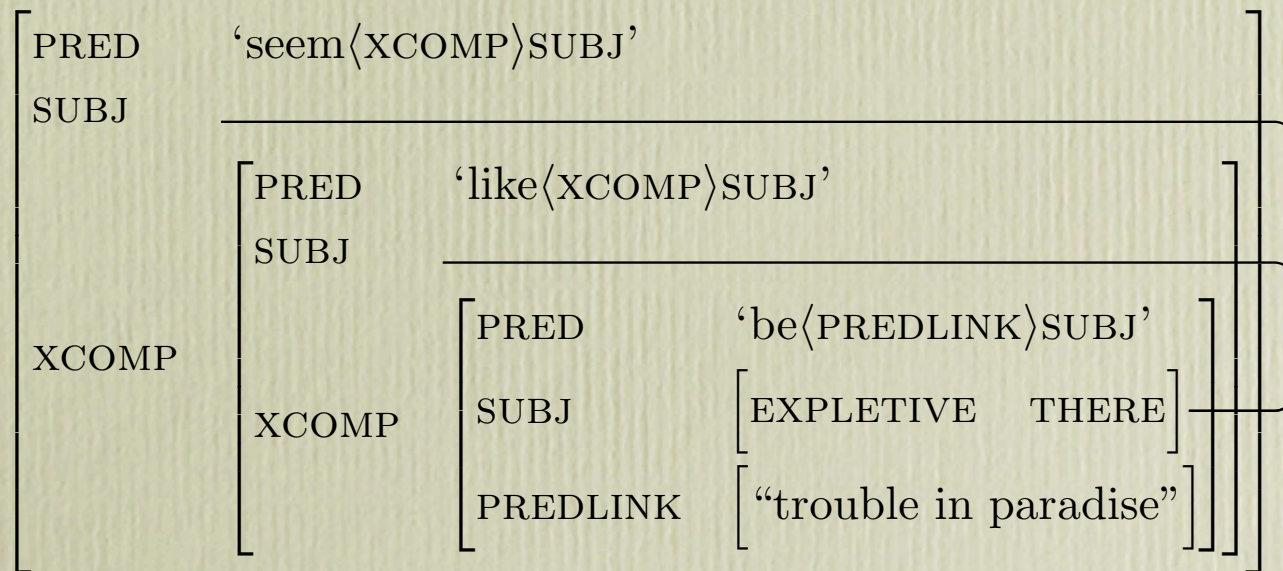 PRED ‘seem⟨XCOMP⟩SUBJ’
SUBJ
PRED ‘like⟨XCOMP⟩SUBJ’
SUBJ
PRED ‘be⟨PREDLINK⟩SUBJ’
XCOMP
SUBJ [EXPLETIVE THERE]
XCOMP
PREDLINK [“trouble in paradise”]